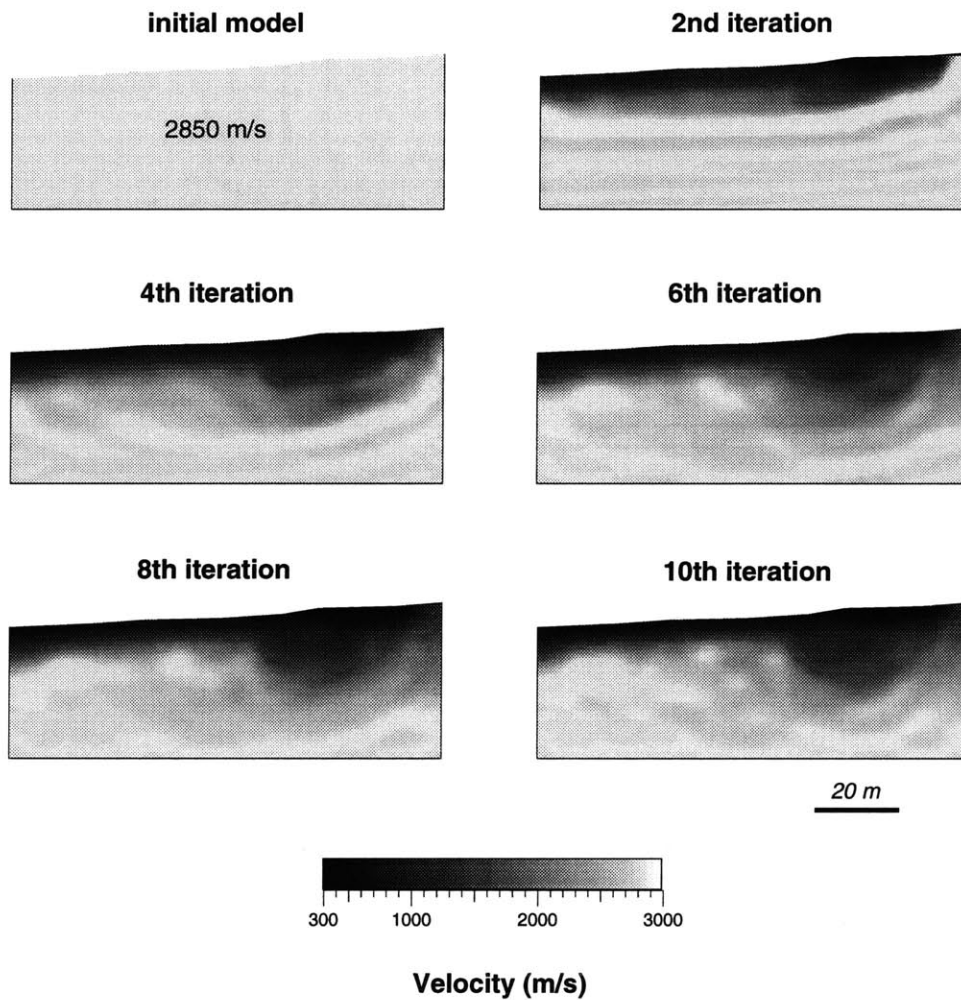 initial model
2nd iteration
2850 m/s
4th iteration
6th iteration
8th iteration
10th iteration
20 m
300 1000 2000 3000
Velocity (m/s)